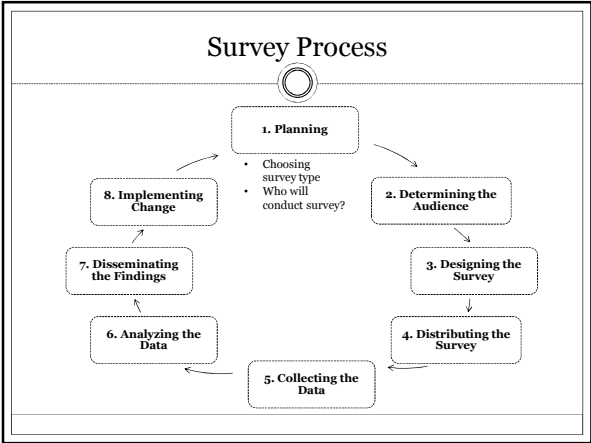 Survey Process
1. Planning
• Choosing
survey type
• Who will
conduct survey?
2. Determining the
Audience
3. Designing the
Survey
4. Distributing the
Survey
5. Collecting the
Data
6. Analyzing the
Data
7. Disseminating
the Findings
8. Implementing
Change